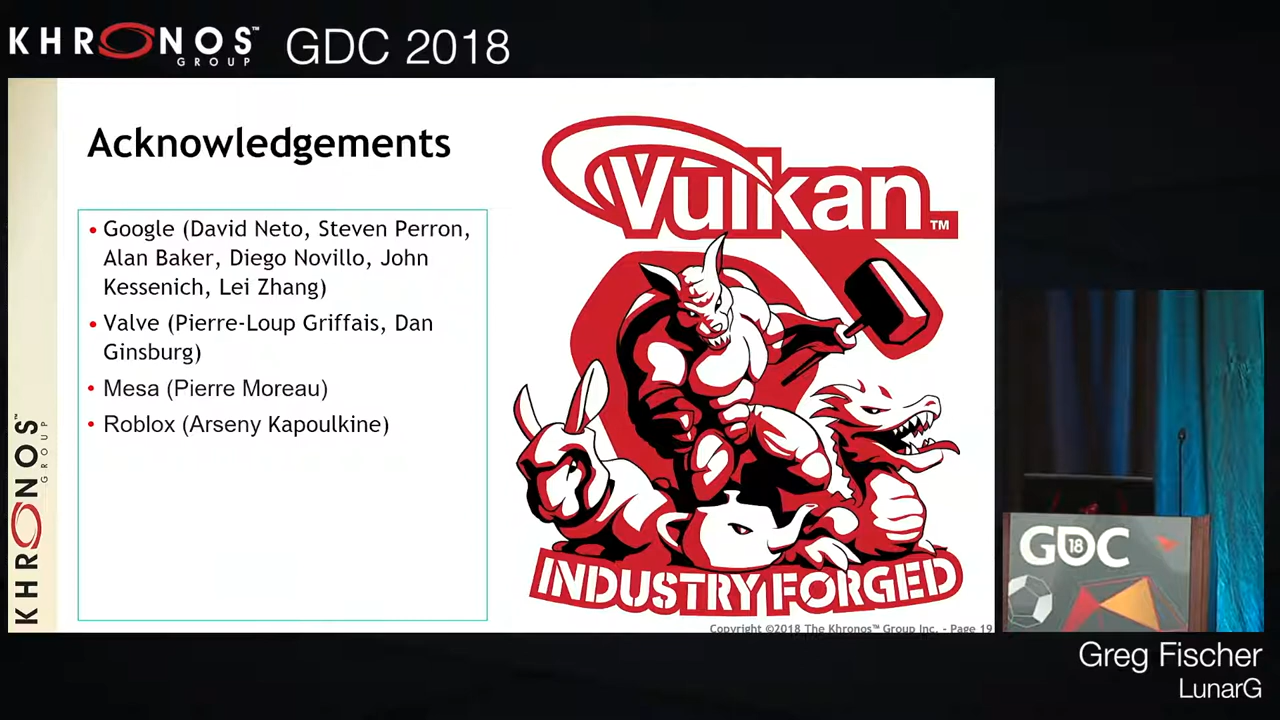 KHRONOS™ GROUP GDC 2018
Acknowledgements
• Google (David Neto, Steven Perron,
Alan Baker, Diego Novillo, John
Kessenich, Lei Zhang)
• Valve (Pierre-Loup Griffais, Dan
Ginsburg)
• Mesa (Pierre Moreau)
• Roblox (Arseny Kapoulkine)
Vulkan™
INDUSTRY FORGED
KHRONOS™ GROUP
Copyright ©2018 The Khronos™ Group Inc. - Page 19
GDC 18
Greg Fischer
LunarG